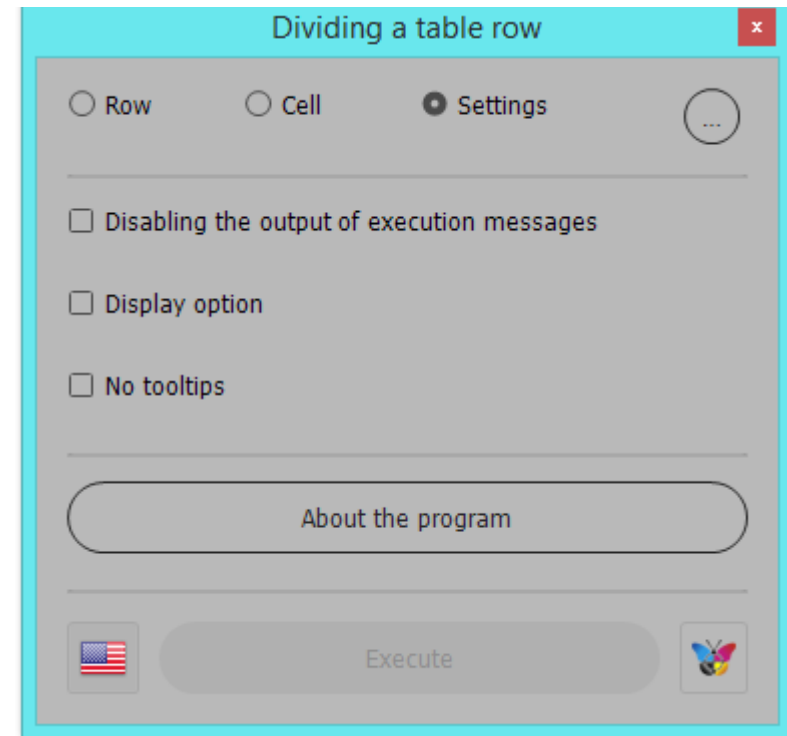 Dividing a table row
x
Row Cell Settings ...
Disabling the output of execution messages
Display option
No tooltips
About the program
Execute